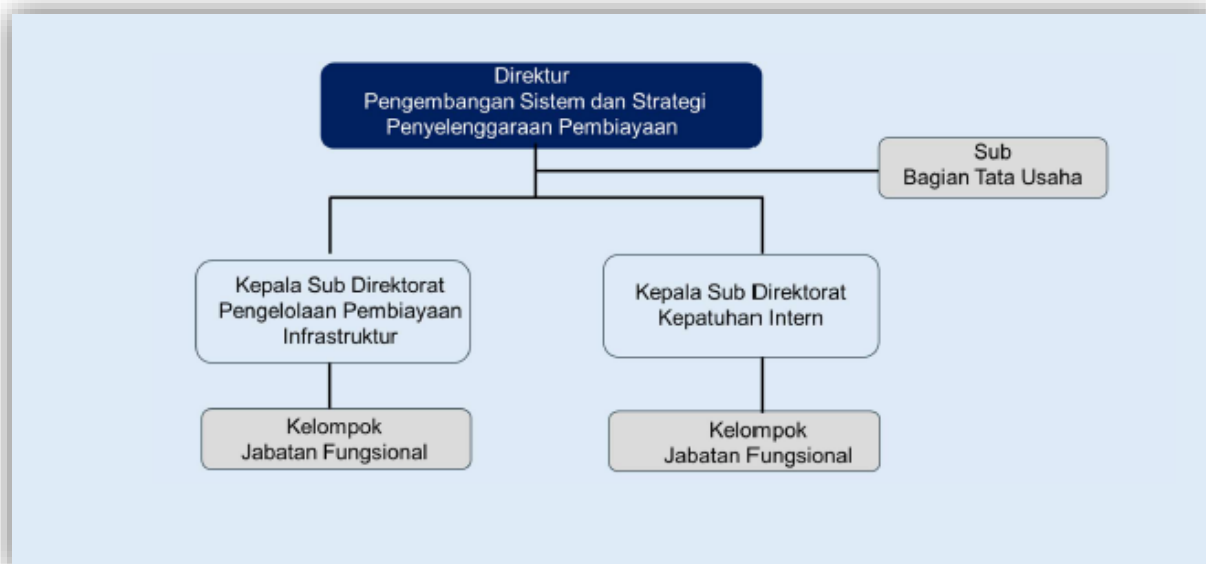 Direktur
Pengembangan Sistem dan Strategi
Penyelenggaraan Pembiayaan
Sub
Bagian Tata Usaha
Kepala Sub Direktorat
Pengelolaan Pembiayaan
Infrastruktur
Kepala Sub Direktorat
Kepatuhan Intern
Kelompok
Jabatan Fungsional
Kelompok
Jabatan Fungsional